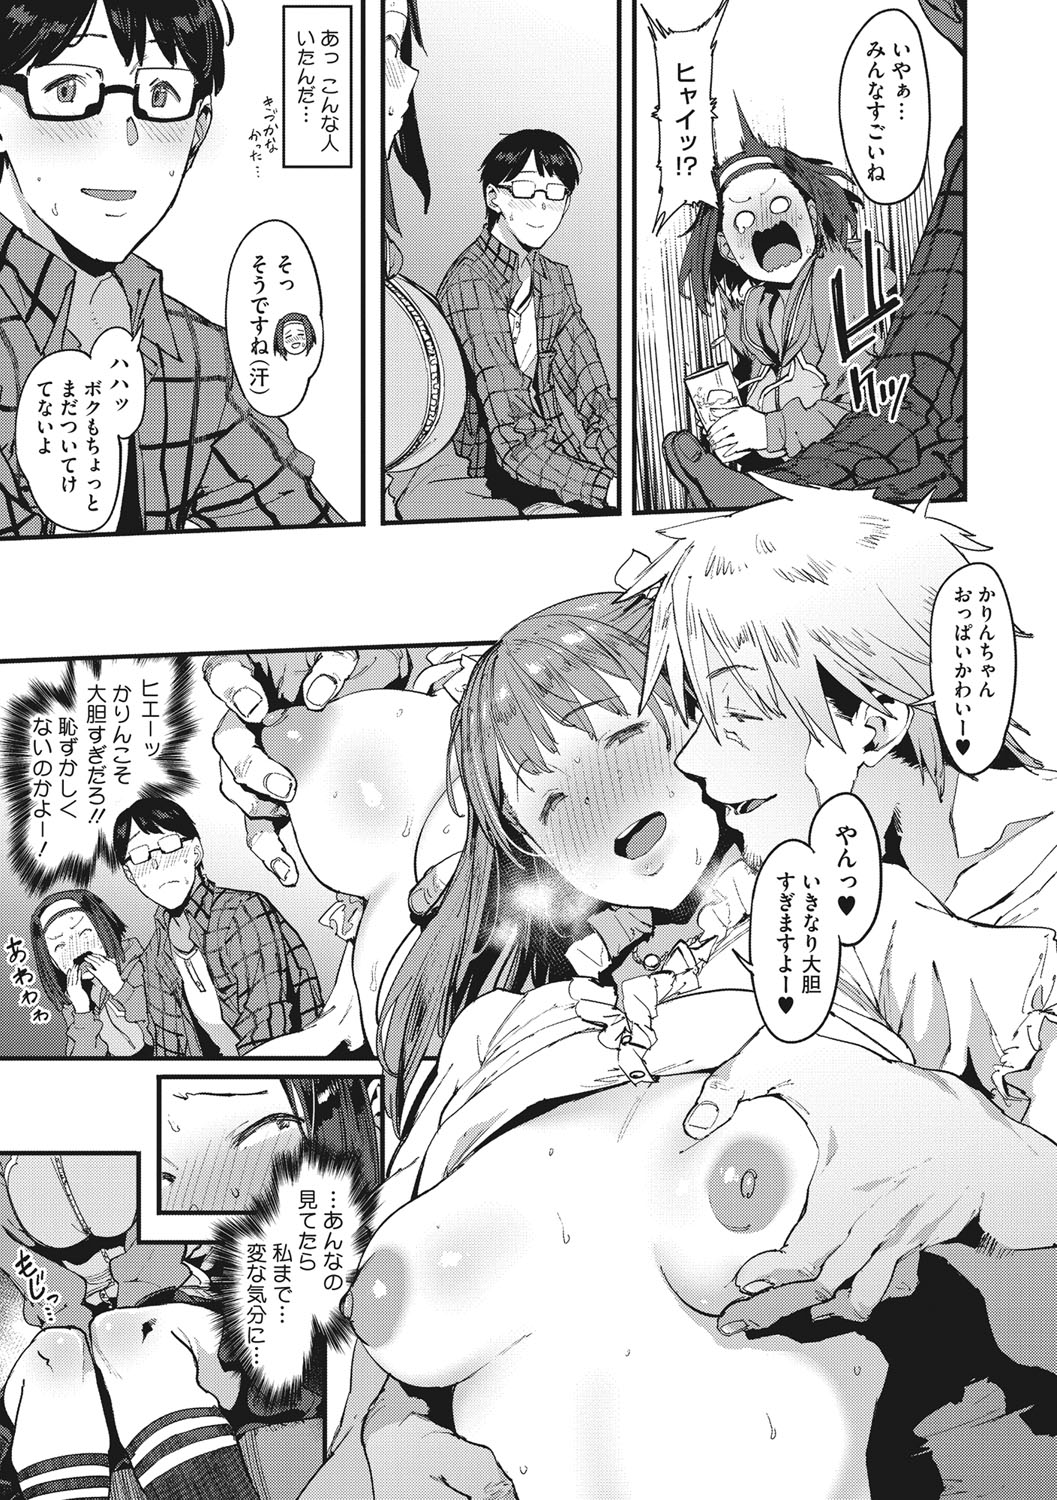 いやぁ…
みんなすごいね
ヒャイッ!?
ビクッ
あっ こんな人
いたんだ…
きづかな
かった…
そっ
そうですね(汗)
ハハッ
ボクもちょっと
まだついてけ
てないよ
かりんちゃん
おっぱいかわいー♥
やんっ♥
いきなり大胆
すぎますよー♥
ヒエーッ
かりんこそ
大胆すぎだろ!!
恥ずかしく
ないのかよー!
あわわわ
…あんなの
見てたら
私まで…
変な気分に…
もじっ…